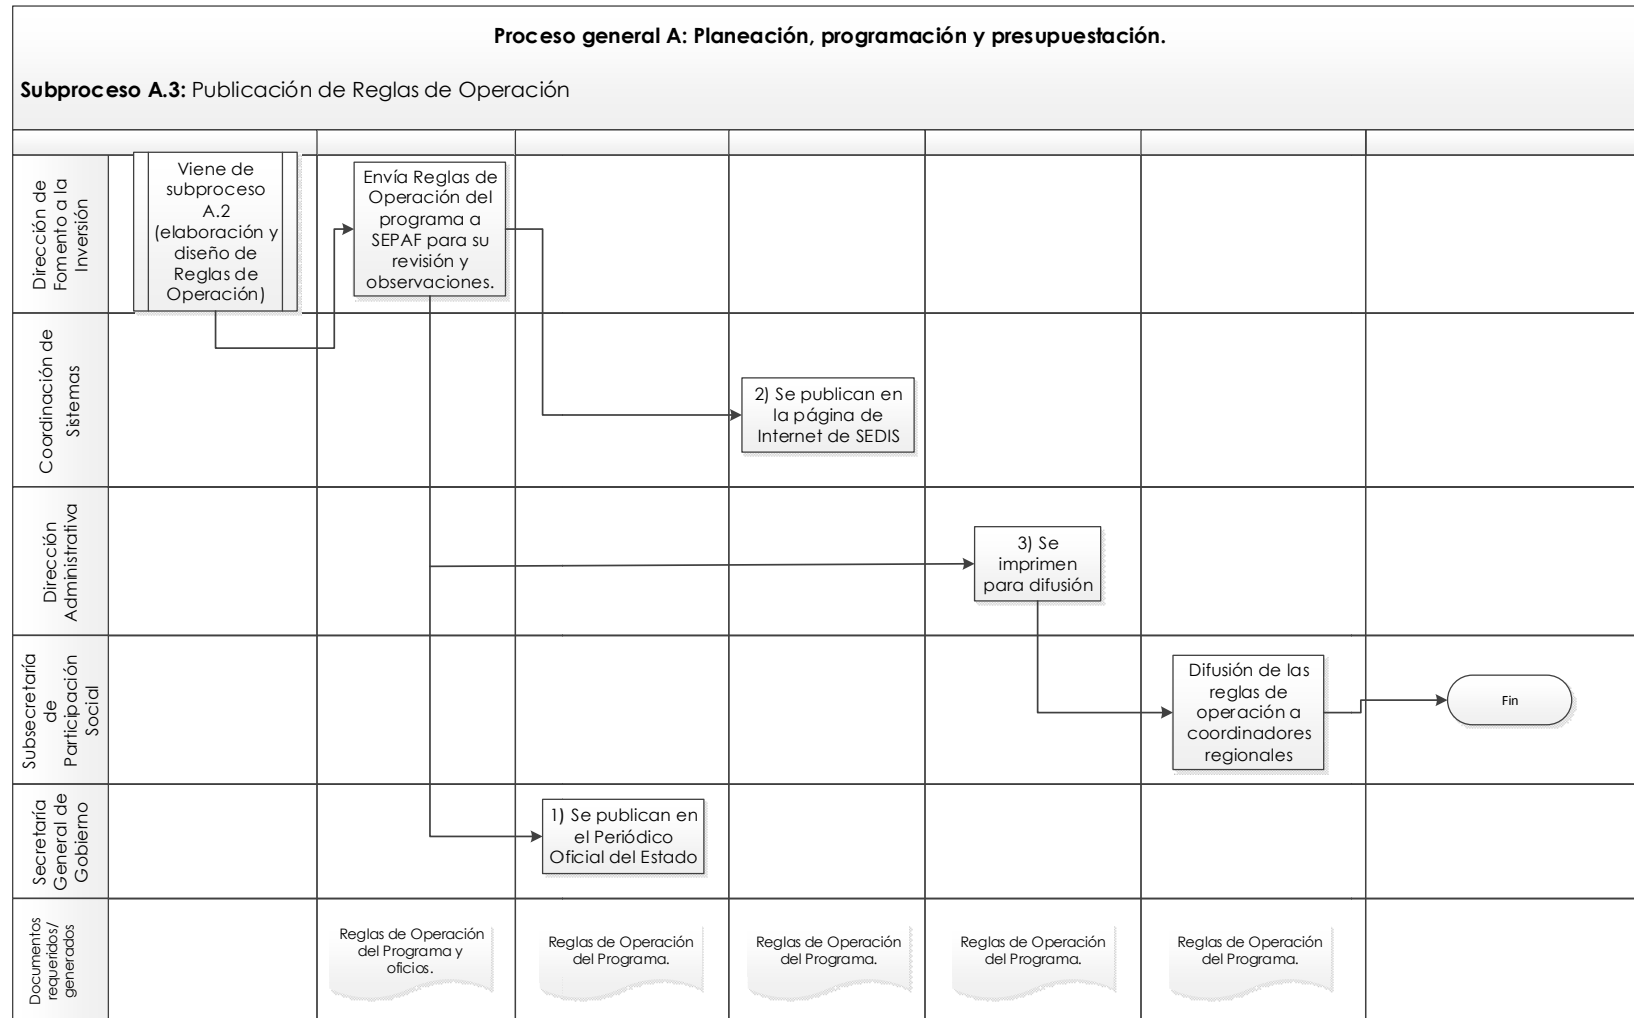 Proceso general A: Planeación, programación y presupuestación.
Subproceso A.3: Publicación de Reglas de Operación
Dirección de
Fomento a la
Inversión
Viene de
subproceso
A.2
(elaboración y
diseño de
Reglas de
Operación)
Envía Reglas de
Operación del
programa a
SEPAF para su
revisión y
observaciones.
Coordinación de
Sistemas
2) Se publican en
la página de
Internet de SEDIS
Dirección
Administrativa
3) Se
imprimen
para difusión
Subsecretaría
de
Participación
Social
Difusión de las
reglas de
operación a
coordinadores
regionales
Fin
Secretaría
General de
Gobierno
1) Se publican en
el Periódico
Oficial del Estado
Documentos
requeridos/
generados
Reglas de Operación
del Programa y
oficios.
Reglas de Operación
del Programa.
Reglas de Operación
del Programa.
Reglas de Operación
del Programa.
Reglas de Operación
del Programa.